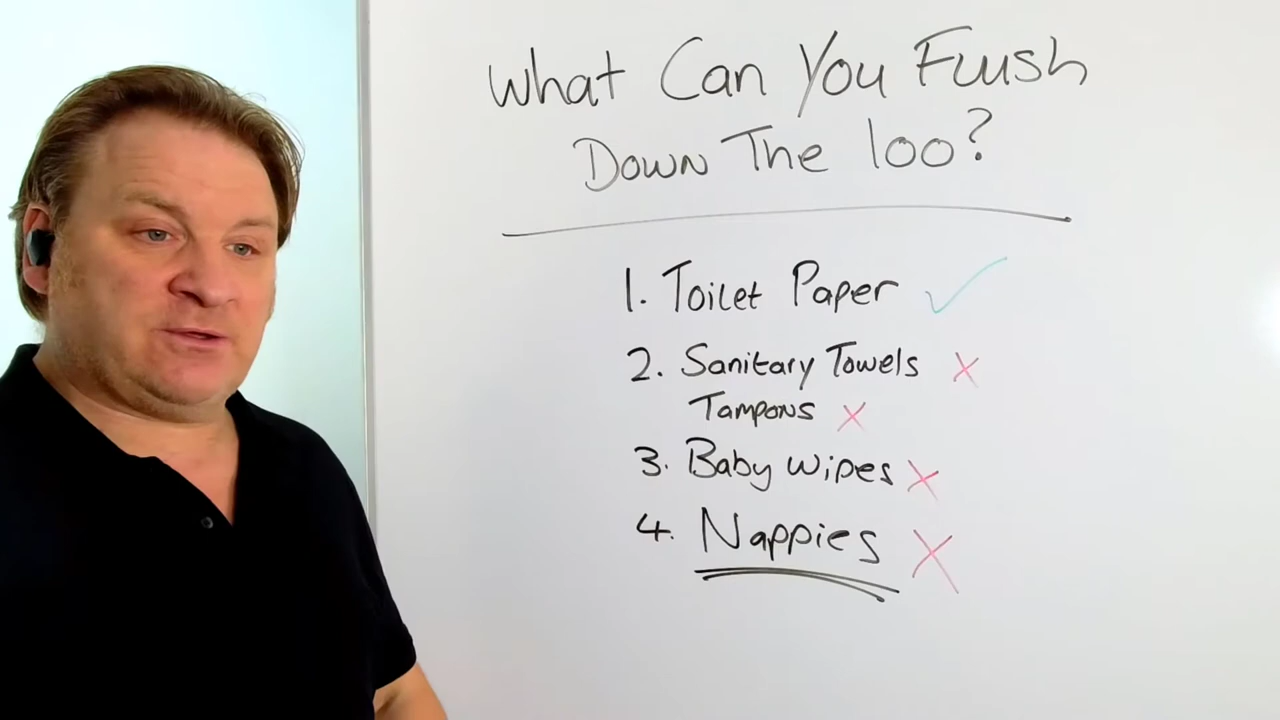 What Can You Flush
Down The loo?
1. Toilet Paper ✓
2. Sanitary Towels ✗
Tampons ✗
3. Baby wipes ✗
4. Nappies ✗